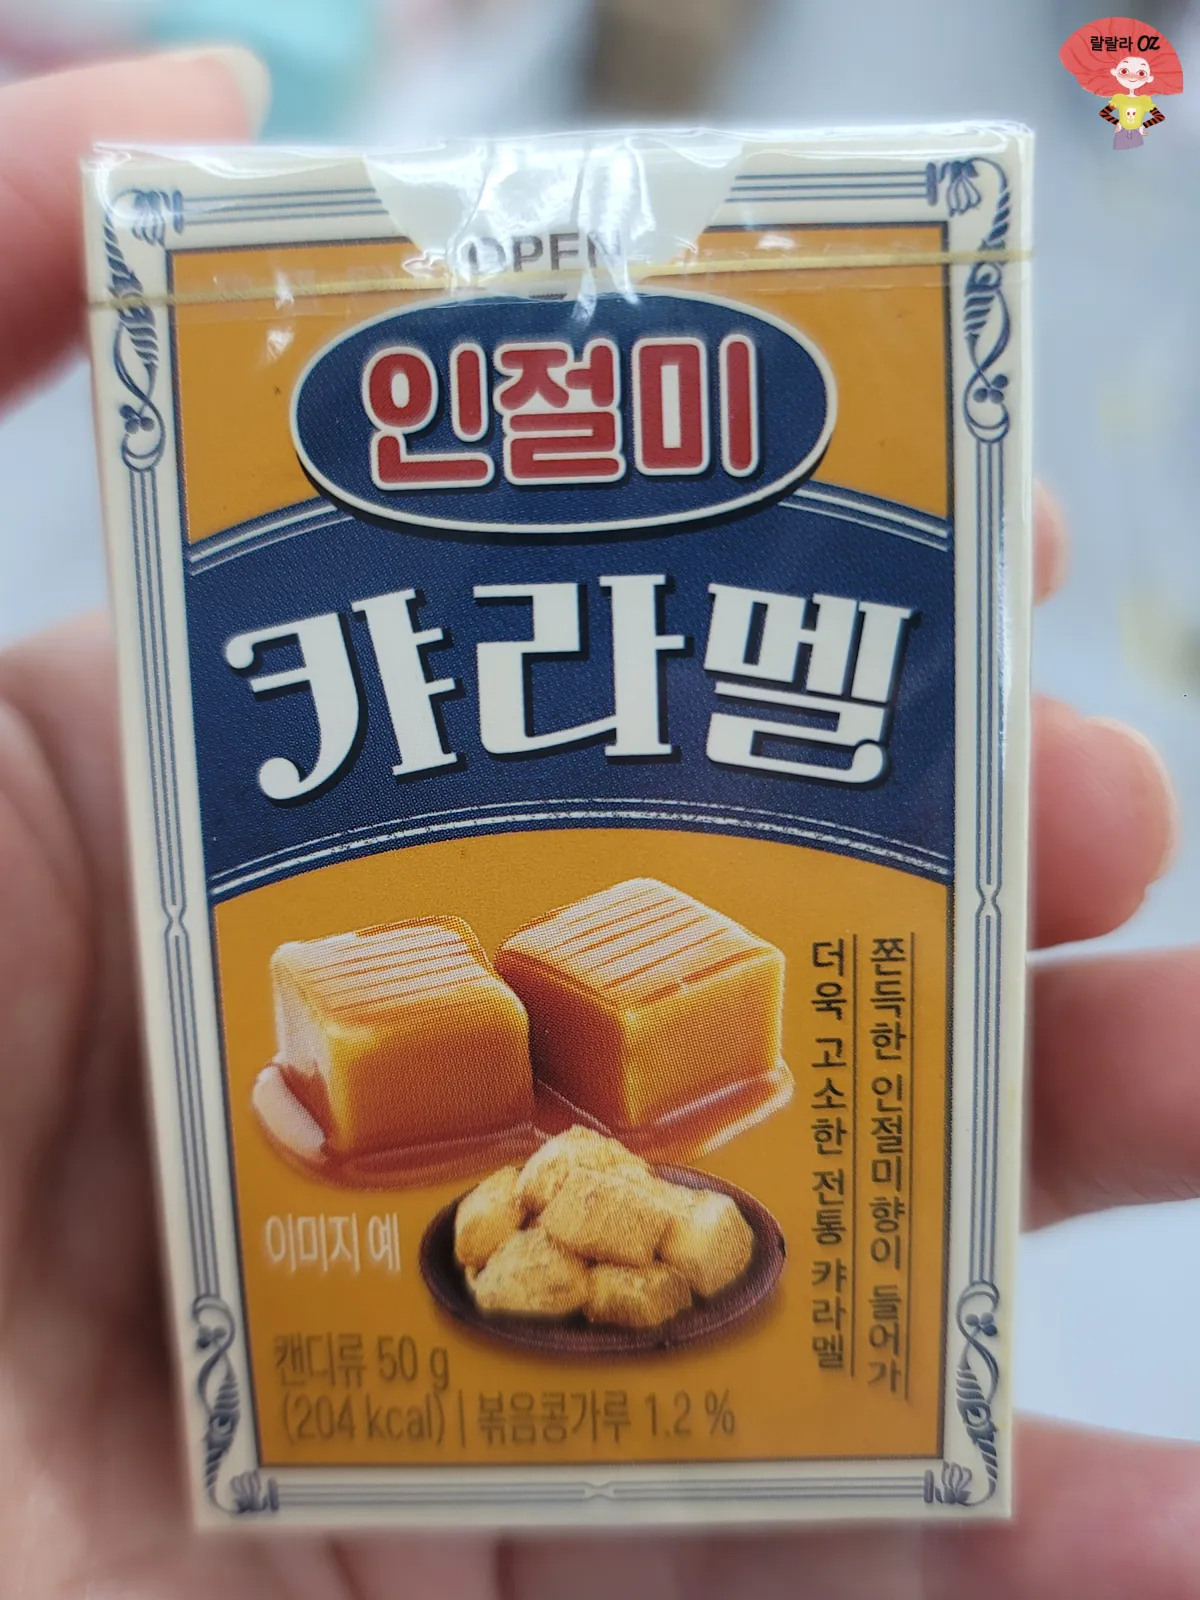 랄랄라 OZ
OPEN
인절미
캬라멜
쫀득한 인절미향이 들어가
더욱 고소한 전통 캬라멜
이미지 예
캔디류 50 g
(204 kcal) | 볶음콩가루 1.2 %